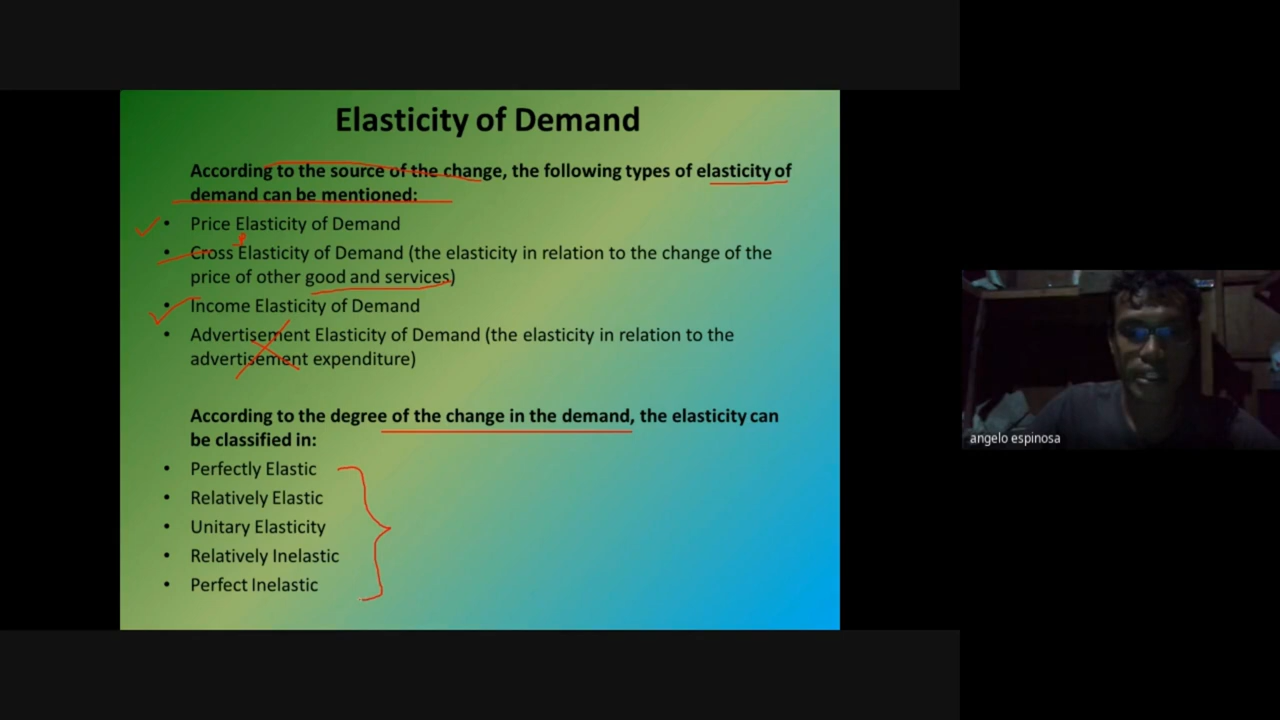 Elasticity of Demand
According to the source of the change, the following types of elasticity of
demand can be mentioned:
• Price Elasticity of Demand
• Cross Elasticity of Demand (the elasticity in relation to the change of the
price of other good and services)
• Income Elasticity of Demand
• Advertisement Elasticity of Demand (the elasticity in relation to the
advertisement expenditure)
According to the degree of the change in the demand, the elasticity can
be classified in:
• Perfectly Elastic
• Relatively Elastic
• Unitary Elasticity
• Relatively Inelastic
• Perfect Inelastic
angelo espinosa